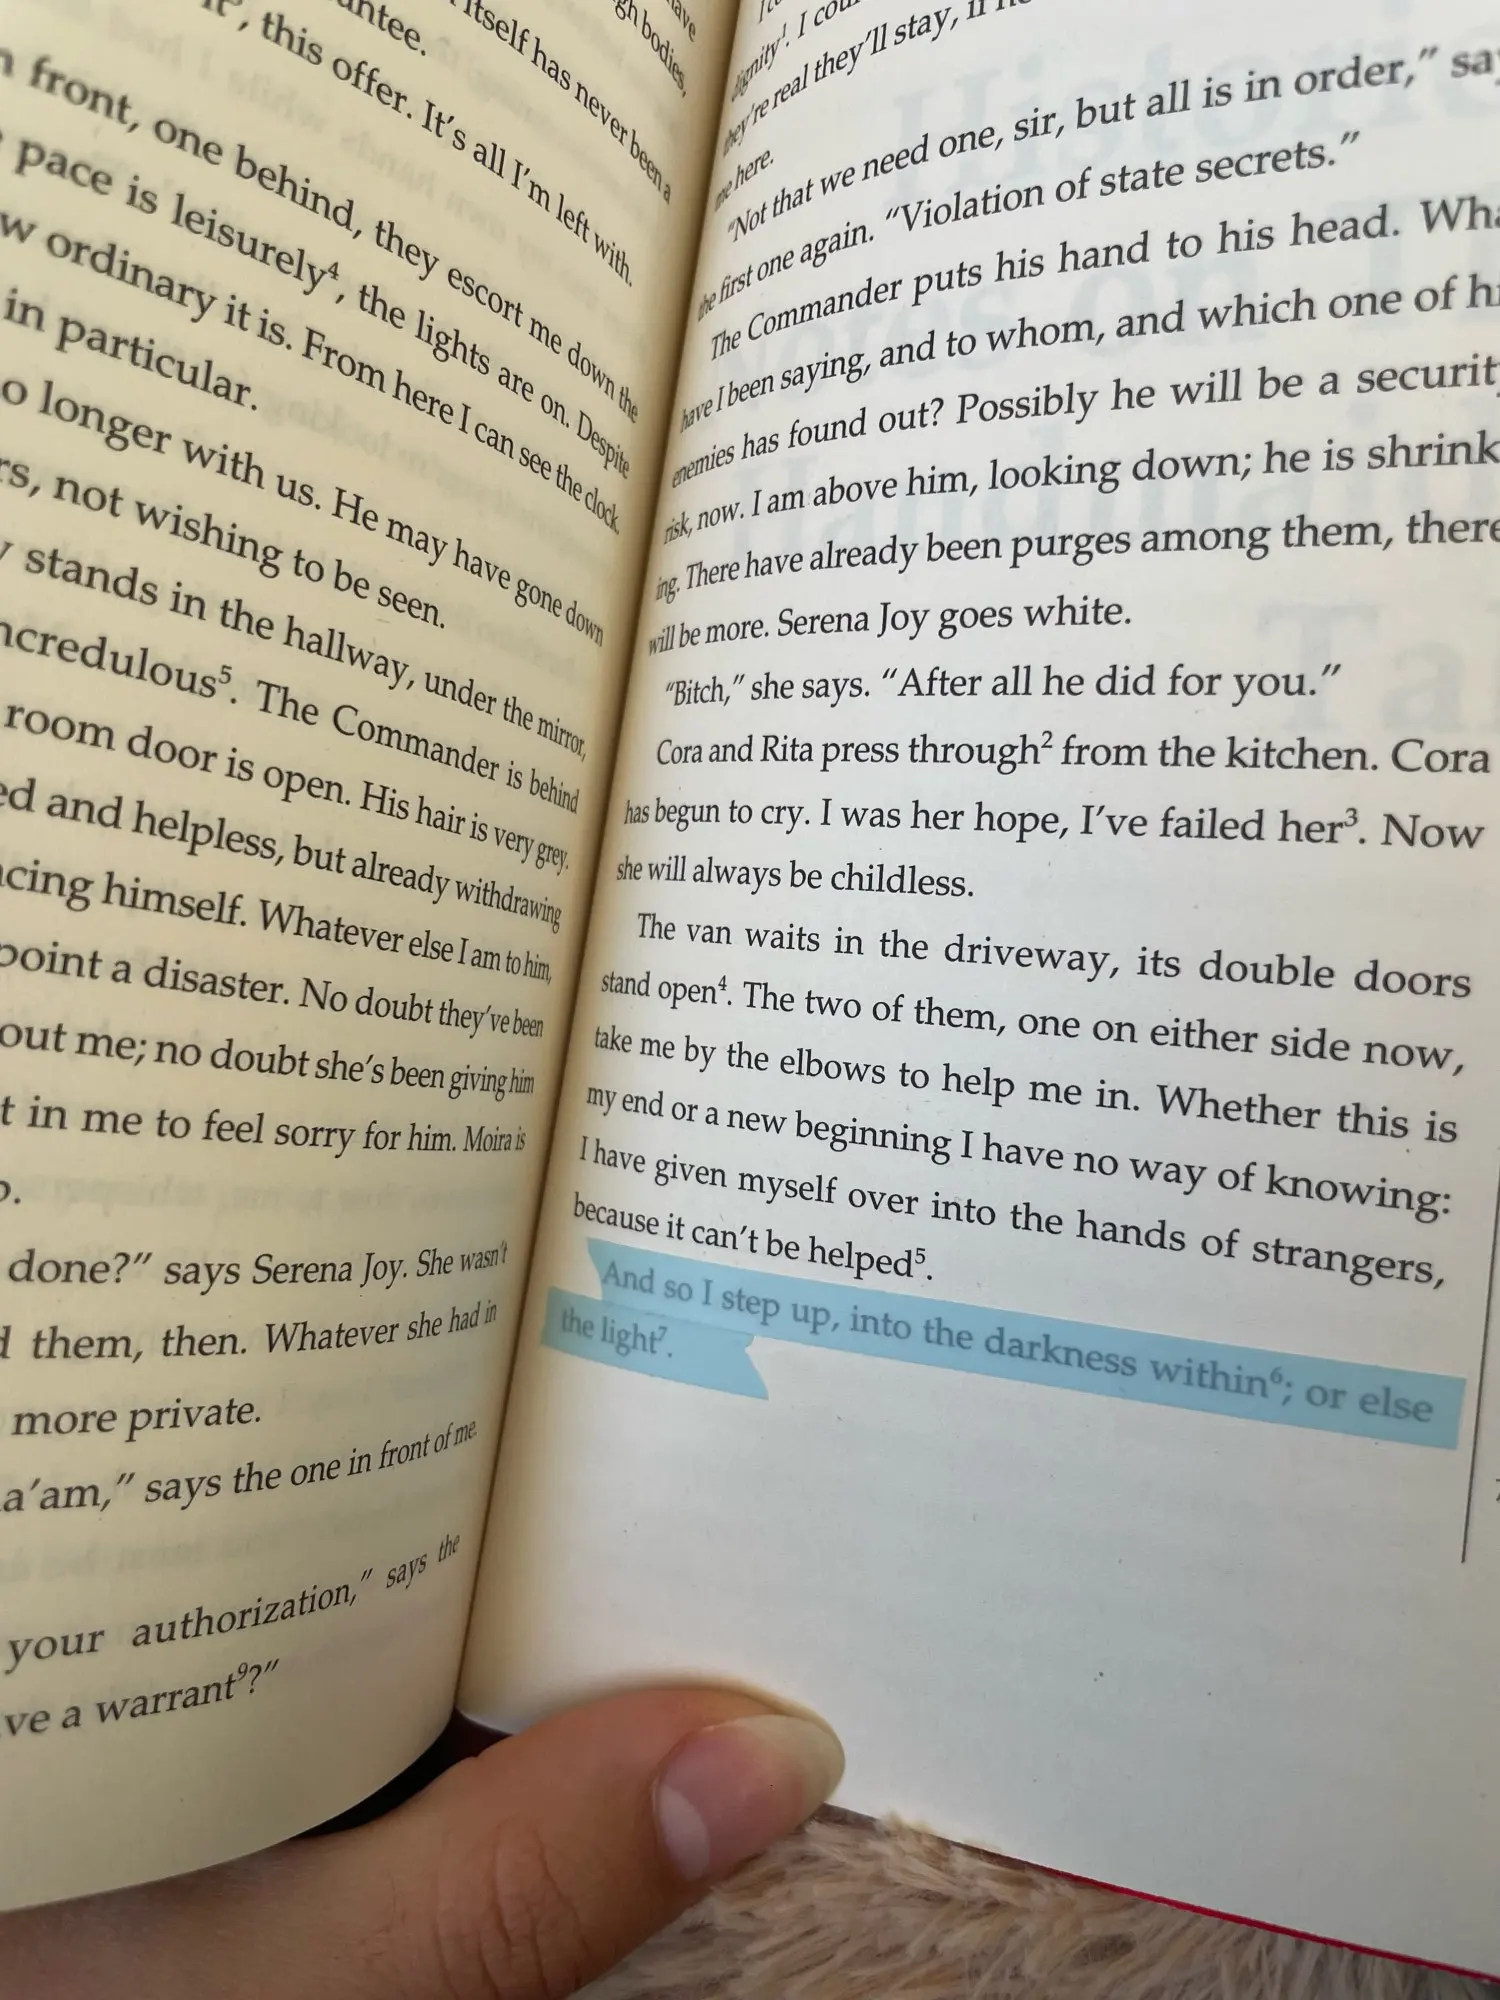 have
gh bodies,
itself has never been a
untee.
it³, this offer. It's all I'm left with.
n front, one behind, they escort me down the
pace is leisurely⁴, the lights are on. Despite
w ordinary it is. From here I can see the clock.
in particular.
o longer with us. He may have gone down
rs, not wishing to be seen.
y stands in the hallway, under the mirror,
ncredulous⁵. The Commander is behind
room door is open. His hair is very grey.
ed and helpless, but already withdrawing
ncing himself. Whatever else I am to him,
point a disaster. No doubt they've been
out me; no doubt she's been giving him
t in me to feel sorry for him. Moira is
o.
done?" says Serena Joy. She wasn't
d them, then. Whatever she had in
more private.
a'am," says the one in front of me.
your authorization," says the
ve a warrant⁹?"
dignity¹. I cou
they're real they'll stay, if
me here.
"Not that we need one, sir, but all is in order," say
the first one again. "Violation of state secrets."
The Commander puts his hand to his head. Wha
have I been saying, and to whom, and which one of hi
enemies has found out? Possibly he will be a securit
risk, now. I am above him, looking down; he is shrink
ing. There have already been purges among them, there
will be more. Serena Joy goes white.
"Bitch," she says. "After all he did for you."
Cora and Rita press through² from the kitchen. Cora
has begun to cry. I was her hope, I've failed her³. Now
she will always be childless.
The van waits in the driveway, its double doors
stand open⁴. The two of them, one on either side now,
take me by the elbows to help me in. Whether this is
my end or a new beginning I have no way of knowing:
I have given myself over into the hands of strangers,
because it can't be helped⁵.
And so I step up, into the darkness within⁶; or else
the light⁷.